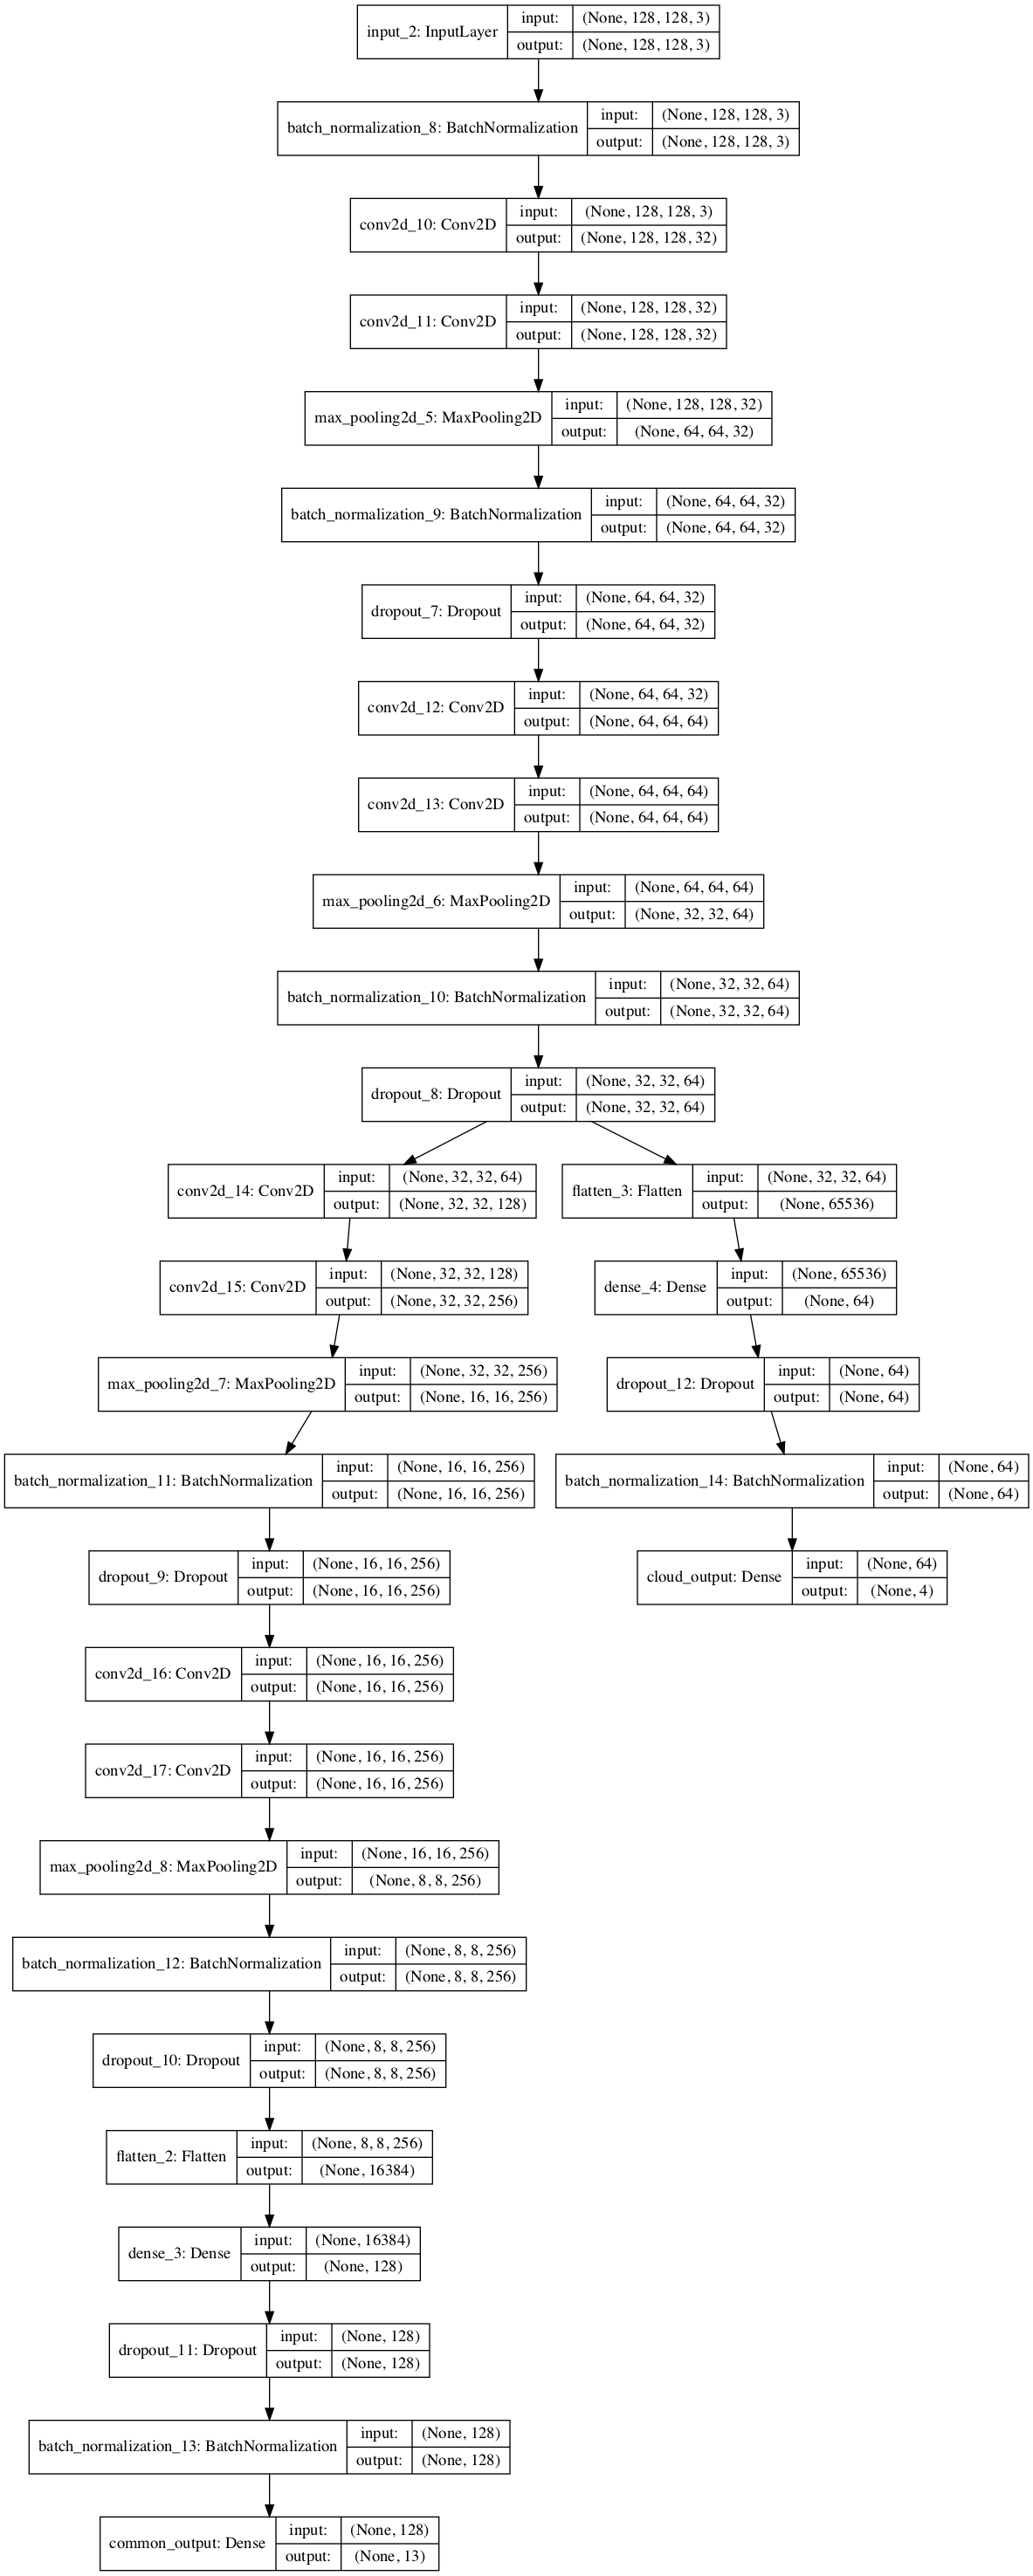 input_2: InputLayer
input: (None, 128, 128, 3)
output: (None, 128, 128, 3)
batch_normalization_8: BatchNormalization
input: (None, 128, 128, 3)
output: (None, 128, 128, 3)
conv2d_10: Conv2D
input: (None, 128, 128, 3)
output: (None, 128, 128, 32)
conv2d_11: Conv2D
input: (None, 128, 128, 32)
output: (None, 128, 128, 32)
max_pooling2d_5: MaxPooling2D
input: (None, 128, 128, 32)
output: (None, 64, 64, 32)
batch_normalization_9: BatchNormalization
input: (None, 64, 64, 32)
output: (None, 64, 64, 32)
dropout_7: Dropout
input: (None, 64, 64, 32)
output: (None, 64, 64, 32)
conv2d_12: Conv2D
input: (None, 64, 64, 32)
output: (None, 64, 64, 64)
conv2d_13: Conv2D
input: (None, 64, 64, 64)
output: (None, 64, 64, 64)
max_pooling2d_6: MaxPooling2D
input: (None, 64, 64, 64)
output: (None, 32, 32, 64)
batch_normalization_10: BatchNormalization
input: (None, 32, 32, 64)
output: (None, 32, 32, 64)
dropout_8: Dropout
input: (None, 32, 32, 64)
output: (None, 32, 32, 64)
conv2d_14: Conv2D
input: (None, 32, 32, 64)
output: (None, 32, 32, 128)
flatten_3: Flatten
input: (None, 32, 32, 64)
output: (None, 65536)
conv2d_15: Conv2D
input: (None, 32, 32, 128)
output: (None, 32, 32, 256)
dense_4: Dense
input: (None, 65536)
output: (None, 64)
max_pooling2d_7: MaxPooling2D
input: (None, 32, 32, 256)
output: (None, 16, 16, 256)
dropout_12: Dropout
input: (None, 64)
output: (None, 64)
batch_normalization_11: BatchNormalization
input: (None, 16, 16, 256)
output: (None, 16, 16, 256)
batch_normalization_14: BatchNormalization
input: (None, 64)
output: (None, 64)
dropout_9: Dropout
input: (None, 16, 16, 256)
output: (None, 16, 16, 256)
cloud_output: Dense
input: (None, 64)
output: (None, 4)
conv2d_16: Conv2D
input: (None, 16, 16, 256)
output: (None, 16, 16, 256)
conv2d_17: Conv2D
input: (None, 16, 16, 256)
output: (None, 16, 16, 256)
max_pooling2d_8: MaxPooling2D
input: (None, 16, 16, 256)
output: (None, 8, 8, 256)
batch_normalization_12: BatchNormalization
input: (None, 8, 8, 256)
output: (None, 8, 8, 256)
dropout_10: Dropout
input: (None, 8, 8, 256)
output: (None, 8, 8, 256)
flatten_2: Flatten
input: (None, 8, 8, 256)
output: (None, 16384)
dense_3: Dense
input: (None, 16384)
output: (None, 128)
dropout_11: Dropout
input: (None, 128)
output: (None, 128)
batch_normalization_13: BatchNormalization
input: (None, 128)
output: (None, 128)
common_output: Dense
input: (None, 128)
output: (None, 13)